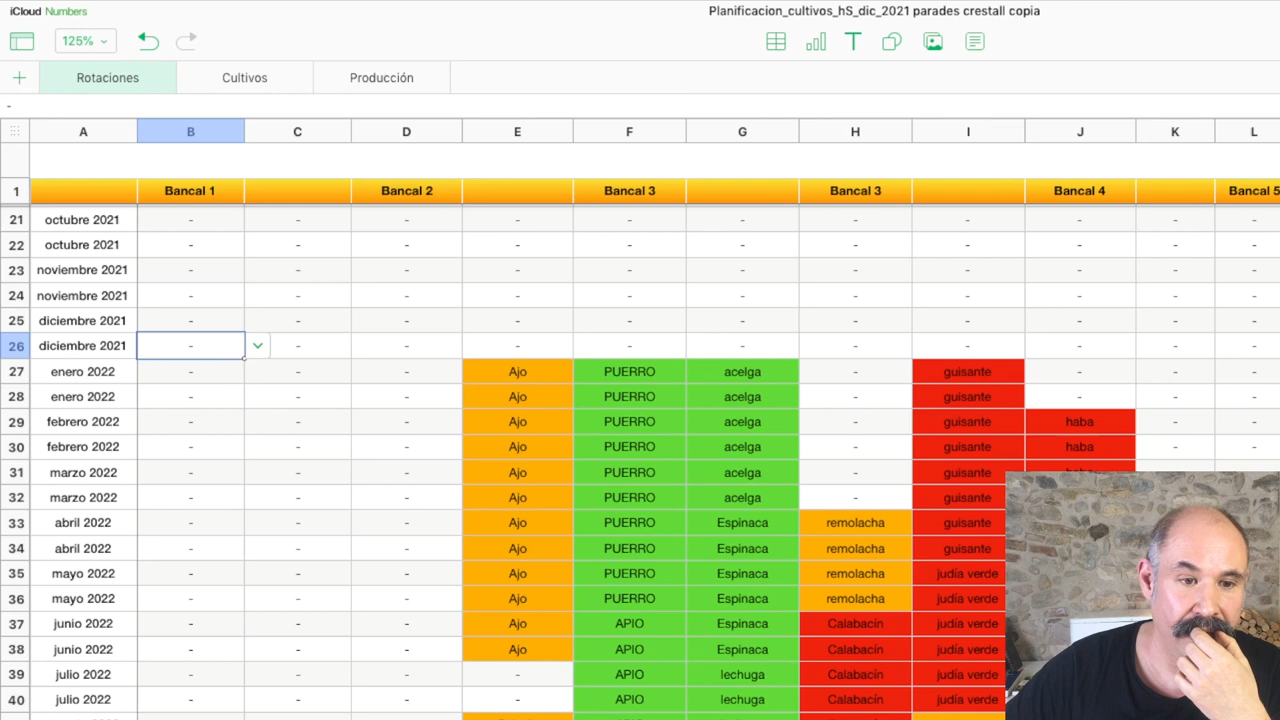 iCloud Numbers
Planificacion_cultivos_hS_dic_2021 parades crestall copia
125%
Rotaciones Cultivos Producción
-
A B C D E F G H I J K L
1 Bancal 1 Bancal 2 Bancal 3 Bancal 3 Bancal 4 Bancal 5
21 octubre 2021 - - - - - - - - - - -
22 octubre 2021 - - - - - - - - - - -
23 noviembre 2021 - - - - - - - - - - -
24 noviembre 2021 - - - - - - - - - - -
25 diciembre 2021 - - - - - - - - - - -
26 diciembre 2021 - - - - - - - - - - -
27 enero 2022 - - - Ajo PUERRO acelga - guisante - - -
28 enero 2022 - - - Ajo PUERRO acelga - guisante - - -
29 febrero 2022 - - - Ajo PUERRO acelga - guisante haba - -
30 febrero 2022 - - - Ajo PUERRO acelga - guisante haba - -
31 marzo 2022 - - - Ajo PUERRO acelga - guisante
32 marzo 2022 - - - Ajo PUERRO acelga - guisante
33 abril 2022 - - - Ajo PUERRO Espinaca remolacha guisante
34 abril 2022 - - - Ajo PUERRO Espinaca remolacha guisante
35 mayo 2022 - - - Ajo PUERRO Espinaca remolacha judía verde
36 mayo 2022 - - - Ajo PUERRO Espinaca remolacha judía verde
37 junio 2022 - - - Ajo APIO Espinaca Calabacín judía verde
38 junio 2022 - - - Ajo APIO Espinaca Calabacín judía verde
39 julio 2022 - - - - APIO lechuga Calabacín judía verde
40 julio 2022 - - - - APIO lechuga Calabacín judía verde